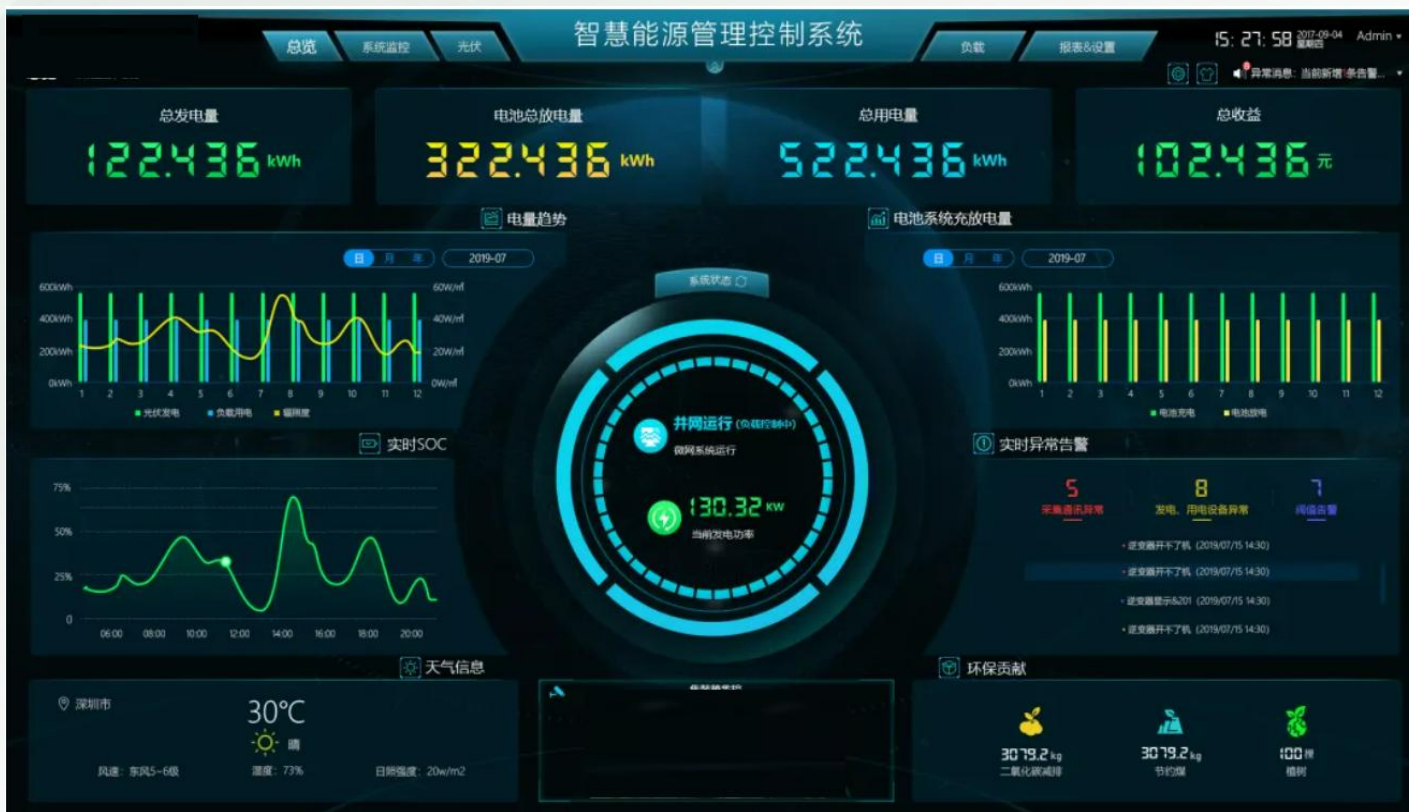 智慧能源管理控制系统
总览 系统监控 光伏 负载 报表&设置
15: 27: 58 2017-09-04 星期四 Admin
异常消息: 当前新增1条告警...
总发电量
122.436 kWh
电池总放电量
322.436 kWh
总用电量
522.436 kWh
总收益
102.436 元
电量趋势
日 月 年 2019-07
600kWh 60W/㎡
400kWh 40W/㎡
200kWh 20W/㎡
0kWh 0W/㎡
1 2 3 4 5 6 7 8 9 10 11 12
光伏发电 负载用电 辐照度
系统状态
并网运行 (负载控制中)
微网系统运行
130.32 KW
当前发电功率
电池系统充放电量
日 月 年 2019-07
600kWh
400kWh
200kWh
0kWh
1 2 3 4 5 6 7 8 9 10 11 12
电池充电 电池放电
实时SOC
75%
50%
25%
0
06:00 08:00 10:00 12:00 14:00 16:00 18:00 20:00
实时异常告警
5 8 7
采集通讯异常 发电、用电设备异常 阀值告警
逆变器开不了机 (2019/07/15 14:30)
逆变器开不了机 (2019/07/15 14:30)
逆变器显示&201 (2019/07/15 14:30)
逆变器开不了机 (2019/07/15 14:30)
天气信息
深圳市
30°C
晴
风速: 东风5-6级 湿度: 73% 日照强度: 20w/m2
环保贡献
3079.2 kg 3079.2 kg 100 棵
二氧化碳减排 节约煤 植树